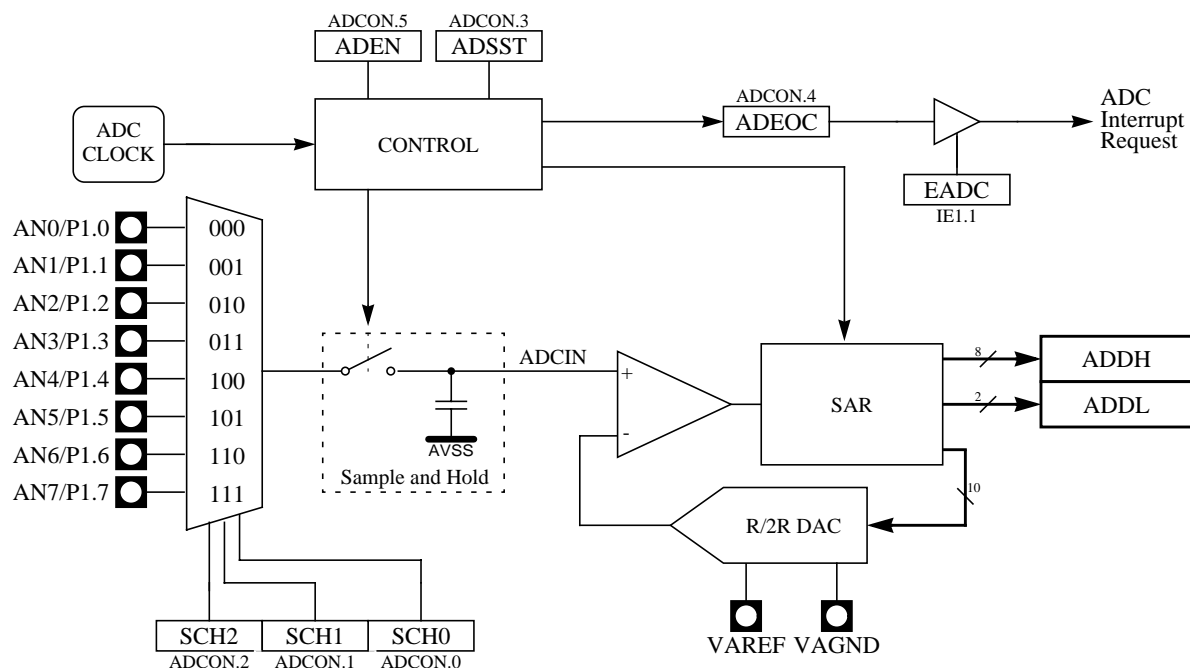 ADCON.5
ADCON.3
ADEN
ADSST
ADC
CLOCK
CONTROL
ADCON.4
ADEOC
ADC
Interrupt
Request
EADC
IE1.1
AN0/P1.0
000
AN1/P1.1
001
AN2/P1.2
010
AN3/P1.3
011
AN4/P1.4
100
AN5/P1.5
101
AN6/P1.6
110
AN7/P1.7
111
AVSS
Sample and Hold
ADCIN
+
-
SAR
8
ADDH
2
ADDL
10
R/2R DAC
VAREF
VAGND
SCH2
SCH1
SCH0
ADCON.2
ADCON.1
ADCON.0